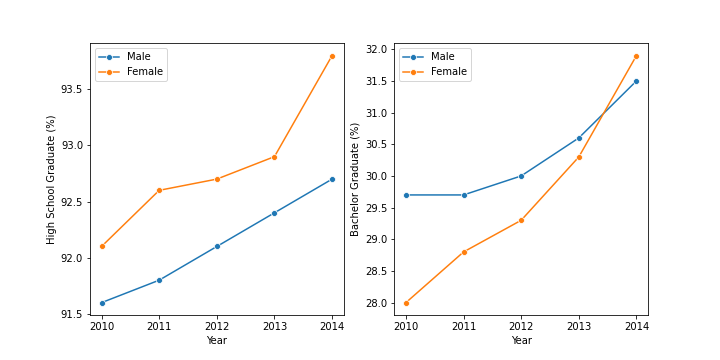 Male
Female
High School Graduate (%)
93.5
93.0
92.5
92.0
91.5
2010 2011 2012 2013 2014
Year
Male
Female
Bachelor Graduate (%)
32.0
31.5
31.0
30.5
30.0
29.5
29.0
28.5
28.0
2010 2011 2012 2013 2014
Year